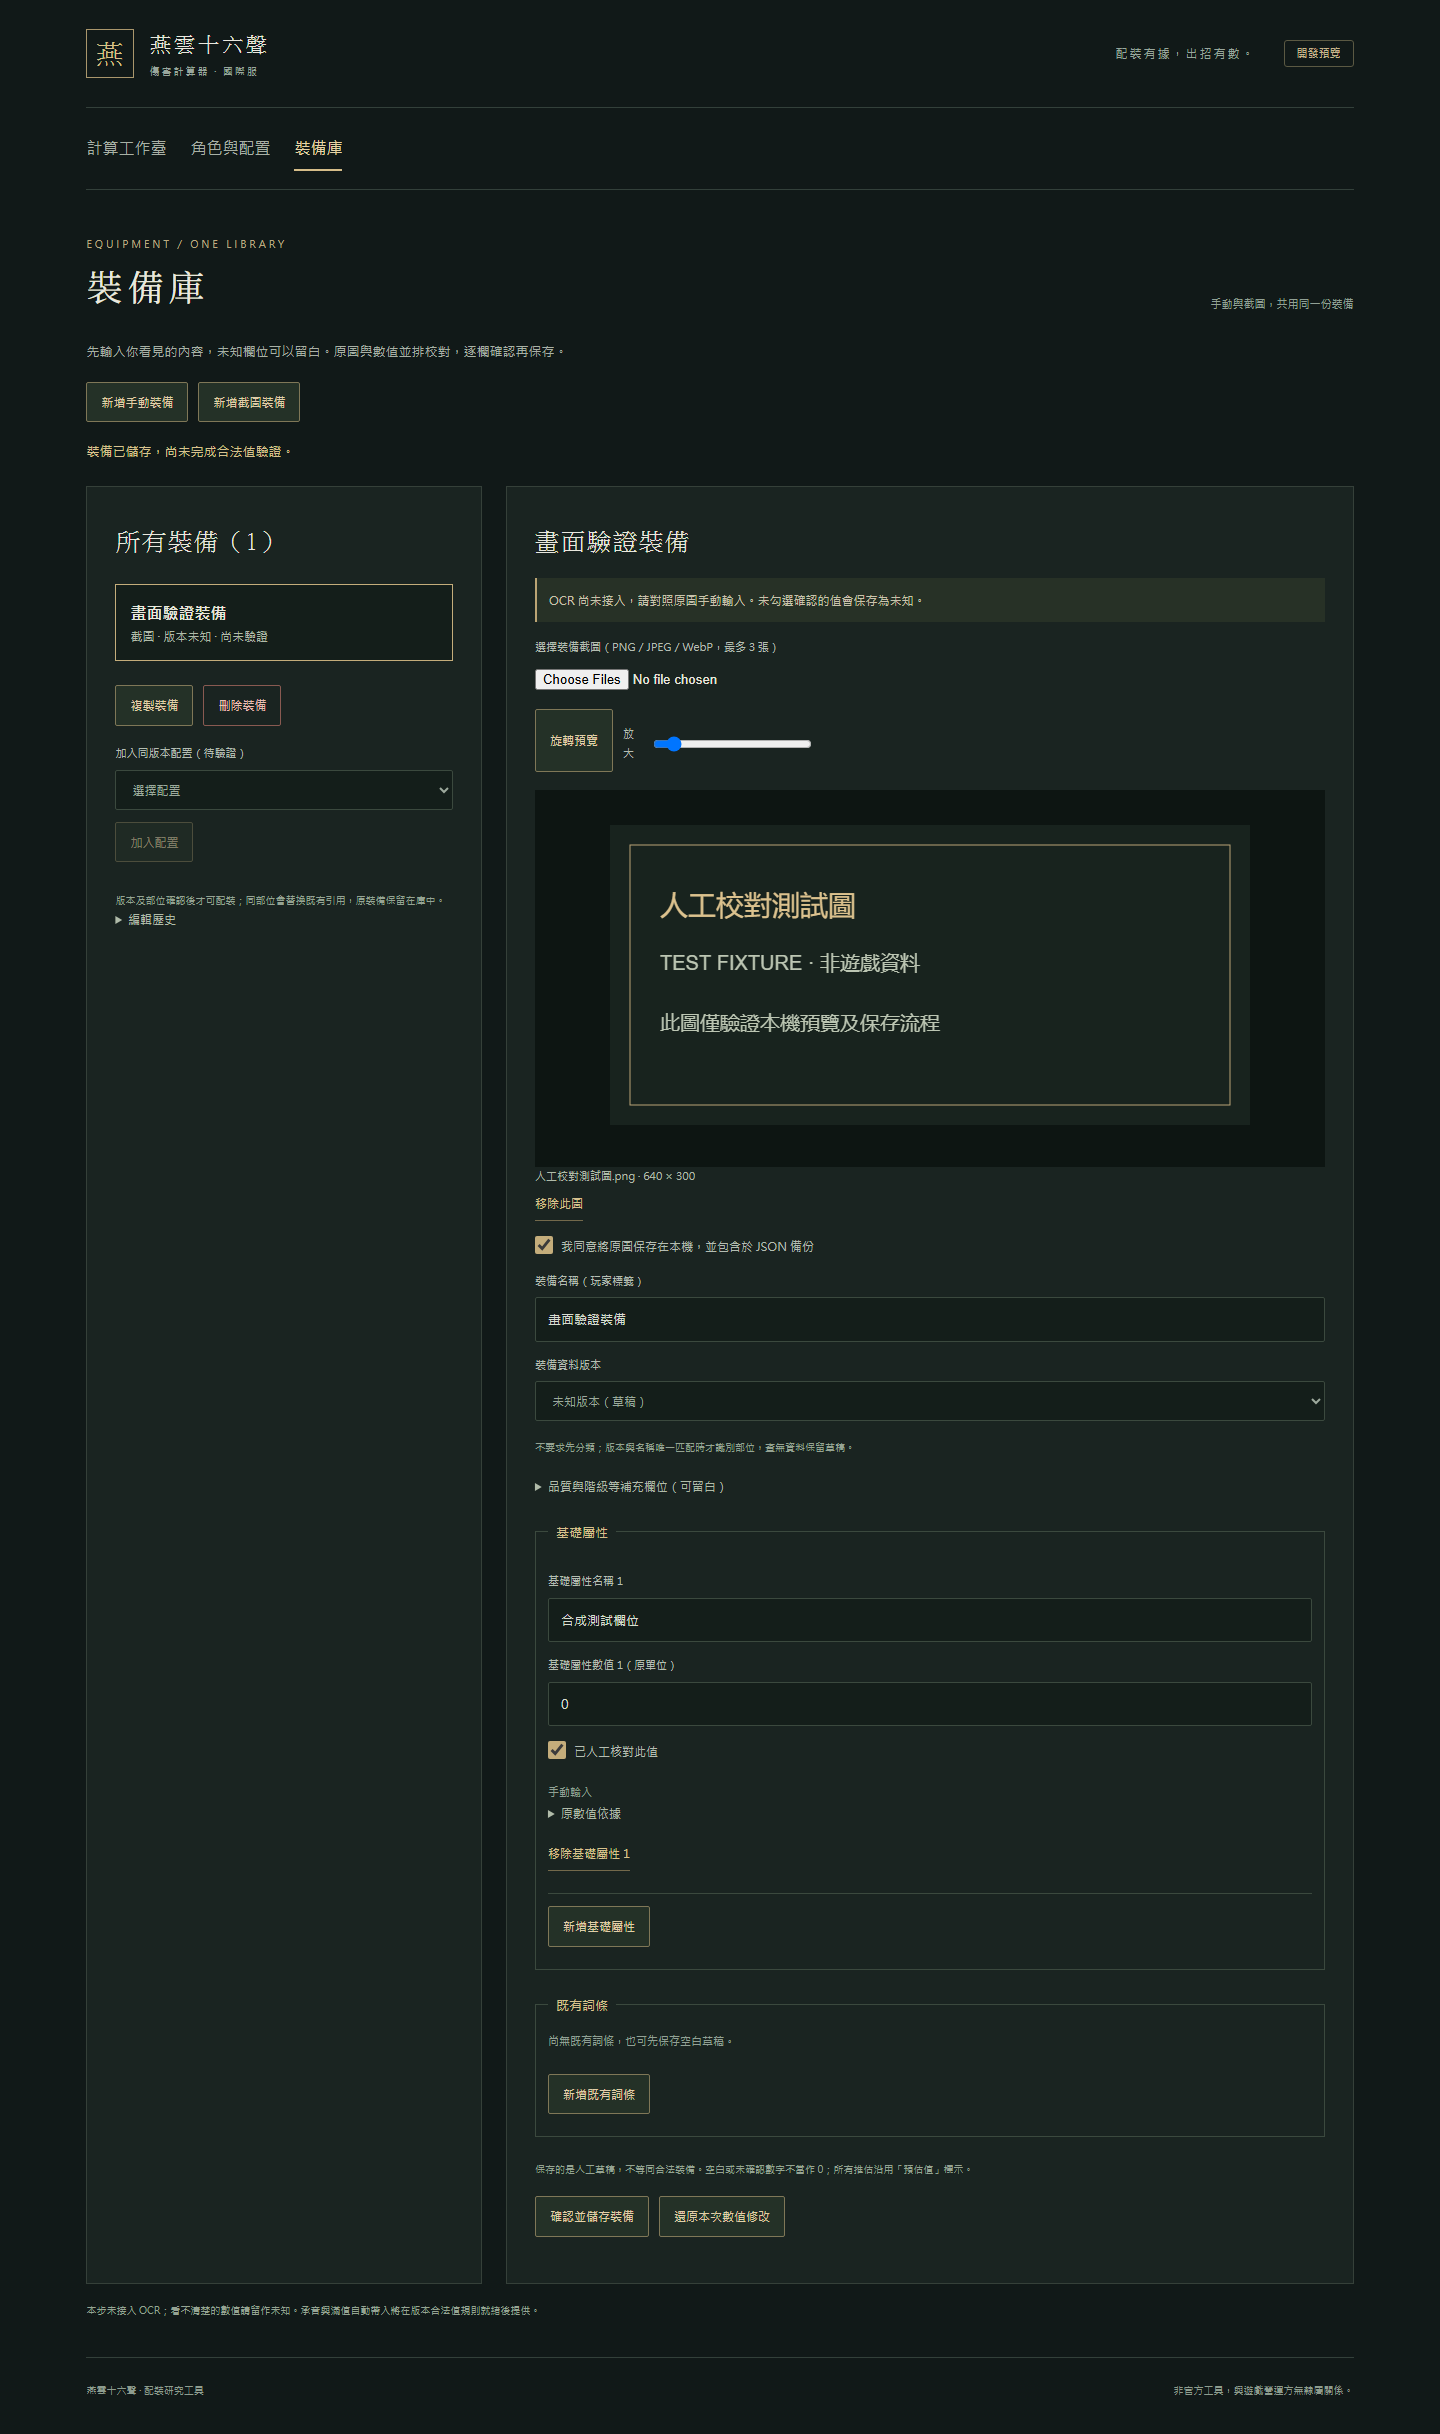 燕
燕雲十六聲
傷害計算器 · 國際服
配裝有據，出招有數。
開發預覽
計算工作臺
角色與配置
裝備庫
EQUIPMENT / ONE LIBRARY
裝備庫
手動與截圖，共用同一份裝備
先輸入你看見的內容，未知欄位可以留白。原圖與數值並排校對，逐欄確認再保存。
新增手動裝備
新增截圖裝備
裝備已儲存，尚未完成合法值驗證。
所有裝備（1）
畫面驗證裝備
截圖 · 版本未知 · 尚未驗證
複製裝備
刪除裝備
加入同版本配置（待驗證）
選擇配置
加入配置
版本及部位確認後才可配裝；同部位會替換既有引用，原裝備保留在庫中。
▶ 編輯歷史
畫面驗證裝備
OCR 尚未接入，請對照原圖手動輸入。未勾選確認的值會保存為未知。
選擇裝備截圖（PNG / JPEG / WebP，最多 3 張）
Choose Files No file chosen
旋轉預覽
放
大
人工校對測試圖
TEST FIXTURE · 非遊戲資料
此圖僅驗證本機預覽及保存流程
人工校對測試圖.png · 640 × 300
移除此圖
我同意將原圖保存在本機，並包含於 JSON 備份
裝備名稱（玩家標籤）
畫面驗證裝備
裝備資料版本
未知版本（草稿）
不要求先分類；版本與名稱唯一匹配時才識別部位，查無資料保留草稿。
▶ 品質與階級等補充欄位（可留白）
基礎屬性
基礎屬性名稱 1
合成測試欄位
基礎屬性數值 1（原單位）
0
已人工核對此值
手動輸入
▶ 原數值依據
移除基礎屬性 1
新增基礎屬性
既有詞條
尚無既有詞條，也可先保存空白草稿。
新增既有詞條
保存的是人工草稿，不等同合法裝備。空白或未確認數字不當作 0；所有推估沿用「預估值」標示。
確認並儲存裝備
還原本次數值修改
本步未接入 OCR；看不清楚的數值請留作未知。承音與滿值自動帶入將在版本合法值規則就緒後提供。
燕雲十六聲 · 配裝研究工具
非官方工具，與遊戲營運方無隸屬關係。